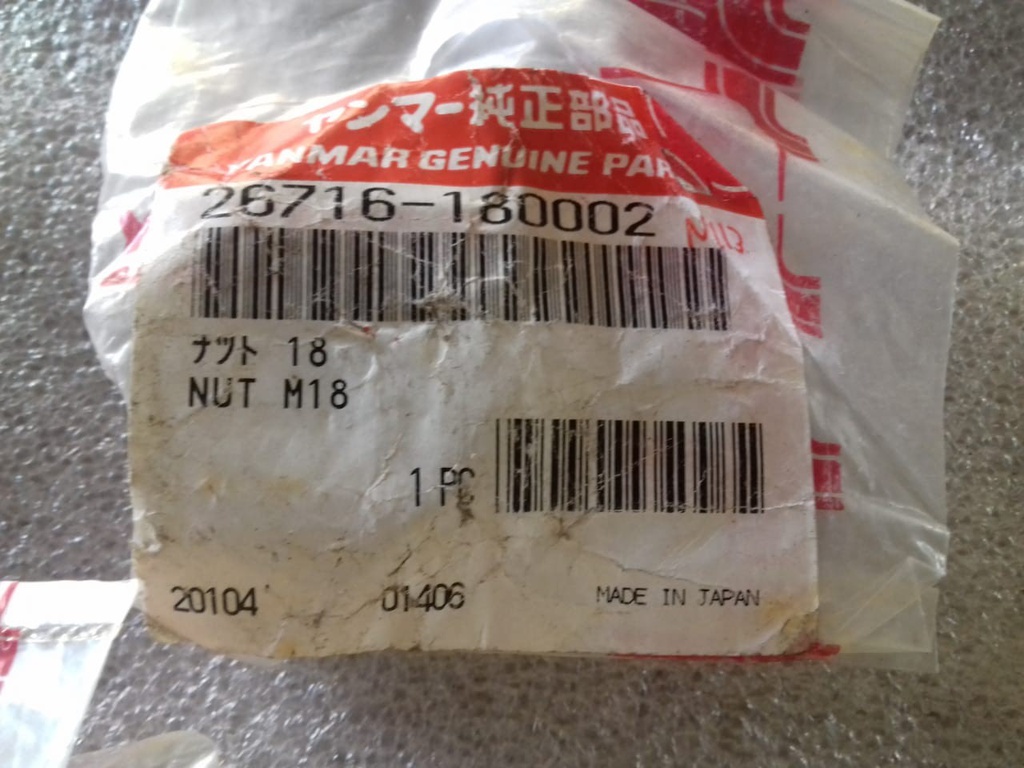 ヤンマー純正部品
YANMAR GENUINE PAR
26716-180002
ナット 18
NUT M18
1 PC
20104 01406 MADE IN JAPAN